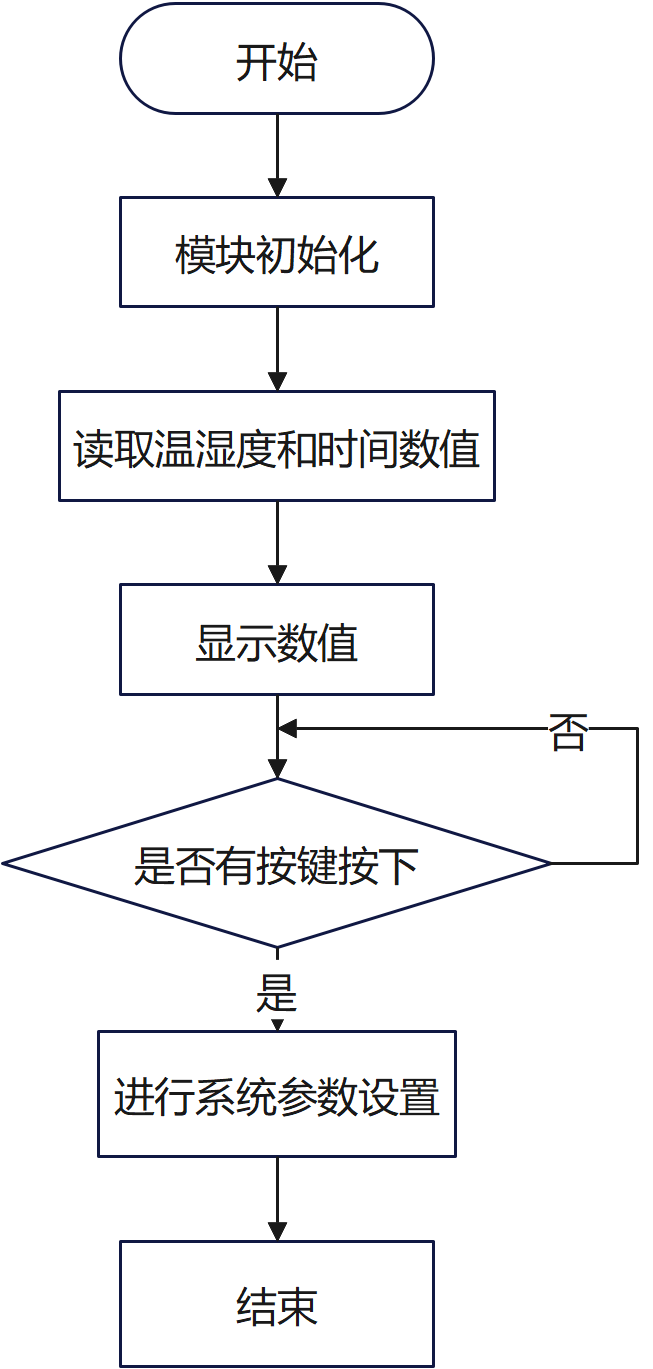 开始
模块初始化
读取温湿度和时间数值
显示数值
否
是否有按键按下
是
进行系统参数设置
结束